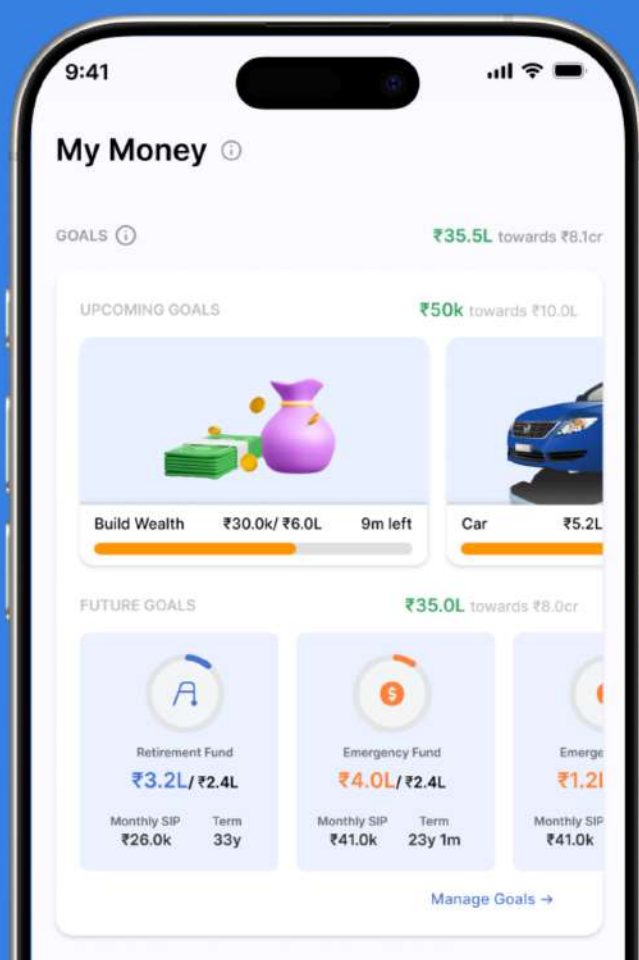 9:41
My Money
GOALS ₹35.5L towards ₹8.1cr
UPCOMING GOALS ₹50k towards ₹10.0L
Build Wealth ₹30.0k/ ₹6.0L 9m left
Car ₹5.2L
FUTURE GOALS ₹35.0L towards ₹8.0cr
Retirement Fund
₹3.2L/ ₹2.4L
Monthly SIP Term
₹26.0k 33y
Emergency Fund
₹4.0L/ ₹2.4L
Monthly SIP Term
₹41.0k 23y 1m
Emerge
₹1.2l
Monthly SIP
₹41.0k
Manage Goals →